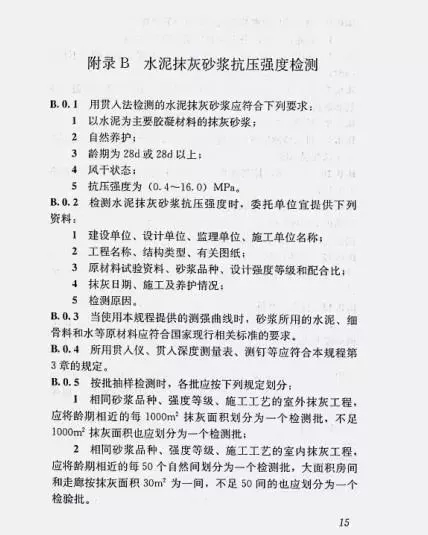 附录B 水泥抹灰砂浆抗压强度检测
B.0.1 用贯入法检测的水泥抹灰砂浆应符合下列要求：
1 以水泥为主要胶凝材料的抹灰砂浆；
2 自然养护；
3 龄期为28d或28d以上；
4 风干状态；
5 抗压强度为（0.4～16.0）MPa。
B.0.2 检测水泥抹灰砂浆抗压强度时，委托单位宜提供下列
资料：
1 建设单位、设计单位、监理单位、施工单位名称；
2 工程名称、结构类型、有关图纸；
3 原材料试验资料、砂浆品种、设计强度等级和配合比；
4 抹灰日期、施工及养护情况；
5 检测原因。
B.0.3 当使用本规程提供的测强曲线时，砂浆所用的水泥、细
骨料和水等原材料应符合国家现行相关标准的要求。
B.0.4 所用贯入仪、贯入深度测量表、测钉等应符合本规程第
3章的规定。
B.0.5 按批抽样检测时，各批应按下列规定划分：
1 相同砂浆品种、强度等级、施工工艺的室外抹灰工程，
应将龄期相近的每1000m² 抹灰面积划分为一个检测批，不足
1000m² 抹灰面积也应划分为一个检测批；
2 相同砂浆品种、强度等级、施工工艺的室内抹灰工程，
应将龄期相近的每50个自然间划分为一个检测批，大面积房间
和走廊按抹灰面积30m² 为一间，不足50间的也应划分为一个
检验批。
15